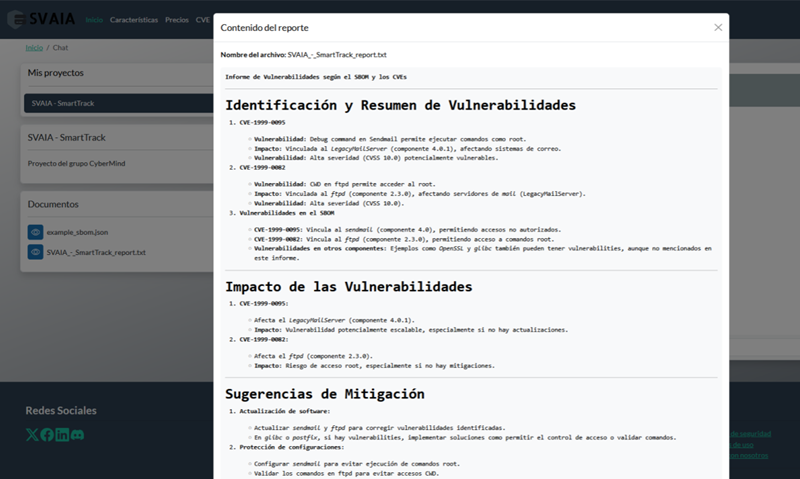 SVAIA
Inicio Características Precios CVE
Inicio / Chat
Mis proyectos
SVAIA - SmartTrack
SVAIA - SmartTrack
Proyecto del grupo CyberMind
Documentos
example_sbom.json
SVAIA_-_SmartTrack_report.txt
Redes Sociales
Contenido del reporte
Nombre del archivo: SVAIA_-_SmartTrack_report.txt
Informe de Vulnerabilidades según el SBOM y los CVEs
Identificación y Resumen de Vulnerabilidades
1. CVE-1999-0095
Vulnerabilidad: Debug command en Sendmail permite ejecutar comandos como root.
Impacto: Vinculada al LegacyMailServer (componente 4.0.1), afectando sistemas de correo.
Vulnerabilidad: Alta severidad (CVSS 10.0) potencialmente vulnerables.
2. CVE-1999-0082
Vulnerabilidad: CWD en ftpd permite acceder al root.
Impacto: Vinculada al ftpd (componente 2.3.0), afectando servidores de mail (LegacyMailServer).
Vulnerabilidad: Alta severidad (CVSS 10.0).
3. Vulnerabilidades en el SBOM
CVE-1999-0095: Vincula al sendmail (componente 4.0), permitiendo accesos no autorizados.
CVE-1999-0082: Vincula al ftpd (componente 2.3.0), permitiendo acceso a comandos root.
Vulnerabilidades en otros componentes: Ejemplos como OpenSSL y glibc también pueden tener vulnerabilities, aunque no mencionados en
este informe.
Impacto de las Vulnerabilidades
1. CVE-1999-0095:
Afecta el LegacyMailServer (componente 4.0.1).
Impacto: Vulnerabilidad potencialmente escalable, especialmente si no hay actualizaciones.
2. CVE-1999-0082:
Afecta el ftpd (componente 2.3.0).
Impacto: Riesgo de acceso root, especialmente si no hay mitigaciones.
Sugerencias de Mitigación
1. Actualización de software:
Actualizar sendmail y ftpd para corregir vulnerabilidades identificadas.
En glibc o postfix, si hay vulnerabilities, implementar soluciones como permitir el control de acceso o validar comandos.
2. Protección de configuraciones:
Configurar sendmail para evitar ejecución de comandos root.
Validar los comandos en ftpd para evitar accesos CWD.
de seguridad
de uso
on nosotros